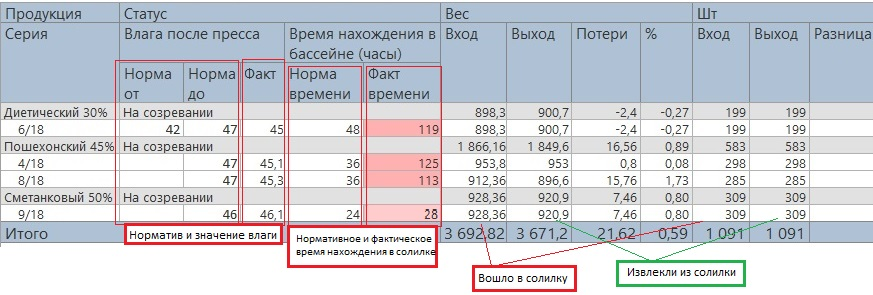 Продукция Статус Вес Шт
Серия Влага после пресса Время нахождения в бассейне (часы) Вход Выход Потери % Вход Выход Разница
Норма от Норма до Факт Норма времени Факт времени
Диетический 30% На созревании 898,3 900,7 -2,4 -0,27 199 199
6/18 42 47 45 48 119 898,3 900,7 -2,4 -0,27 199 199
Пошехонский 45% На созревании 1 866,16 1 849,6 16,56 0,89 583 583
4/18 47 45,1 36 125 953,8 953 0,8 0,08 298 298
8/18 47 45,3 36 113 912,36 896,6 15,76 1,73 285 285
Сметанковый 50% На созревании 928,36 920,9 7,46 0,80 309 309
9/18 46 46,1 24 28 928,36 920,9 7,46 0,80 309 309
Итого 3 692,82 3 671,2 21,62 0,59 1 091 1 091
Норматив и значение влаги
Нормативное и фактическое
время нахождения в солилке
Вошло в солилку
Извлекли из солилки